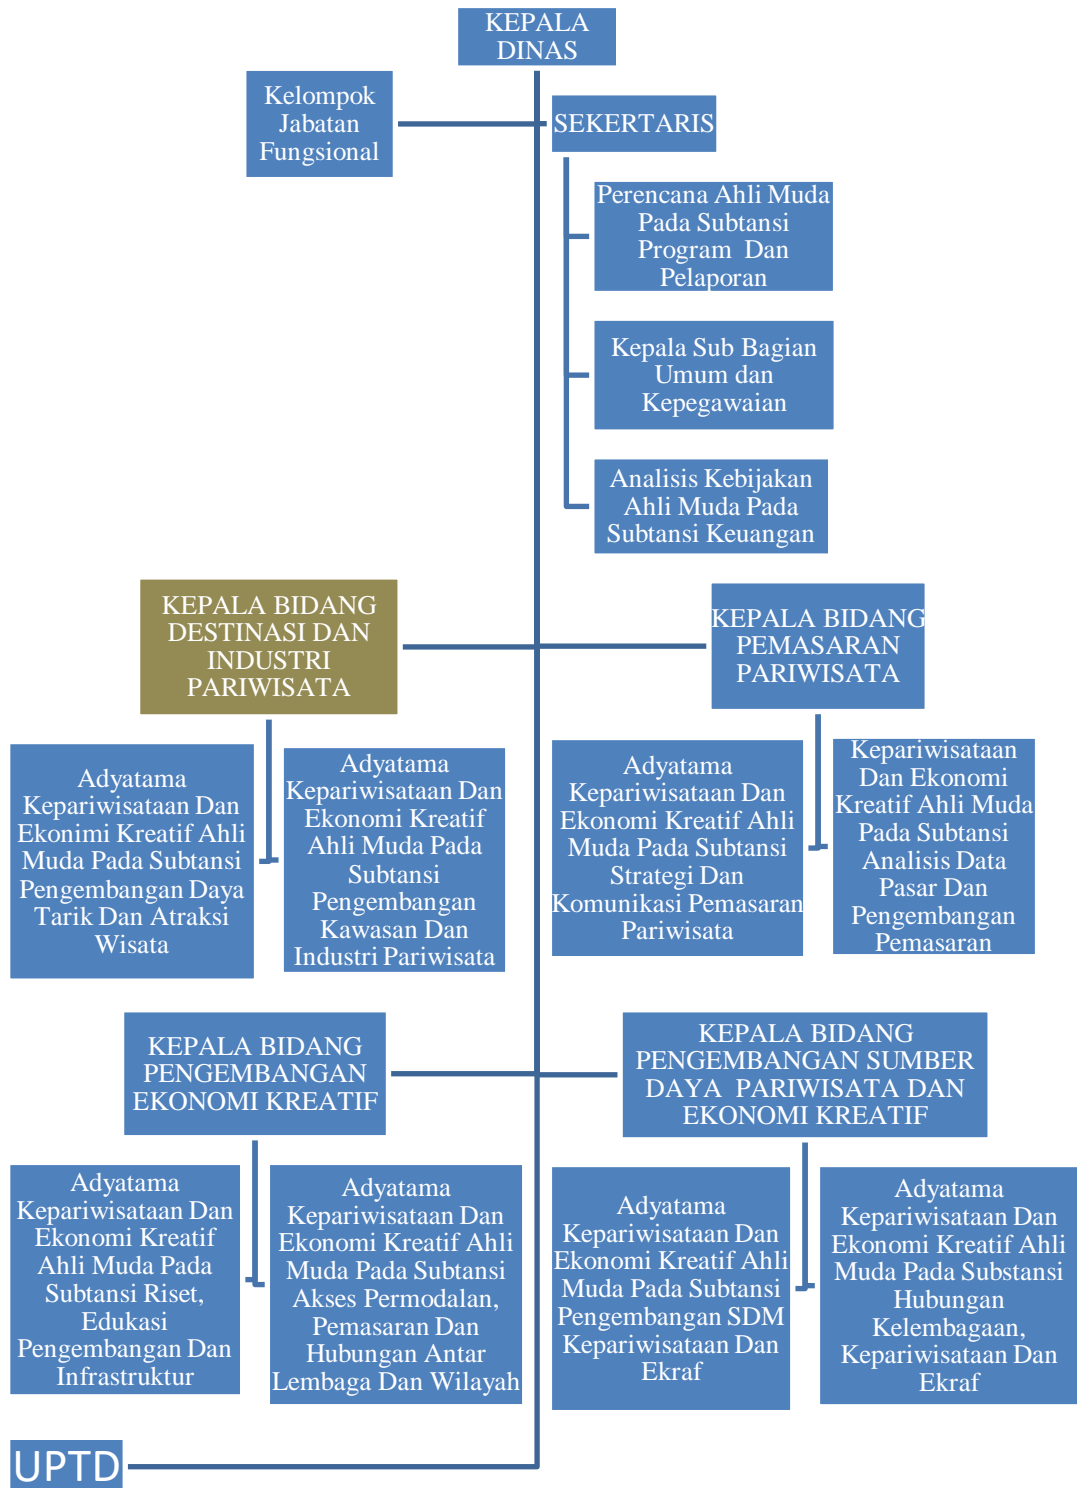 KEPALA
DINAS
Kelompok
Jabatan
Fungsional
SEKERTARIS
Perencana Ahli Muda
Pada Subtansi
Program Dan
Pelaporan
Kepala Sub Bagian
Umum dan
Kepegawaian
Analisis Kebijakan
Ahli Muda Pada
Subtansi Keuangan
KEPALA BIDANG
DESTINASI DAN
INDUSTRI
PARIWISATA
KEPALA BIDANG
PEMASARAN
PARIWISATA
Adyatama
Kepariwisataan Dan
Ekonimi Kreatif Ahli
Muda Pada Subtansi
Pengembangan Daya
Tarik Dan Atraksi
Wisata
Adyatama
Kepariwisataan Dan
Ekonomi Kreatif
Ahli Muda Pada
Subtansi
Pengembangan
Kawasan Dan
Industri Pariwisata
Adyatama
Kepariwisataan Dan
Ekonomi Kreatif Ahli
Muda Pada Subtansi
Strategi Dan
Komunikasi Pemasaran
Pariwisata
Kepariwisataan
Dan Ekonomi
Kreatif Ahli Muda
Pada Subtansi
Analisis Data
Pasar Dan
Pengembangan
Pemasaran
KEPALA BIDANG
PENGEMBANGAN
EKONOMI KREATIF
KEPALA BIDANG
PENGEMBANGAN SUMBER
DAYA PARIWISATA DAN
EKONOMI KREATIF
Adyatama
Kepariwisataan Dan
Ekonomi Kreatif
Ahli Muda Pada
Subtansi Riset,
Edukasi
Pengembangan Dan
Infrastruktur
Adyatama
Kepariwisataan Dan
Ekonomi Kreatif Ahli
Muda Pada Subtansi
Akses Permodalan,
Pemasaran Dan
Hubungan Antar
Lembaga Dan Wilayah
Adyatama
Kepariwisataan Dan
Ekonomi Kreatif Ahli
Muda Pada Subtansi
Pengembangan SDM
Kepariwisataan Dan
Ekraf
Adyatama
Kepariwisataan Dan
Ekonomi Kreatif Ahli
Muda Pada Substansi
Hubungan
Kelembagaan,
Kepariwisataan Dan
Ekraf
UPTD